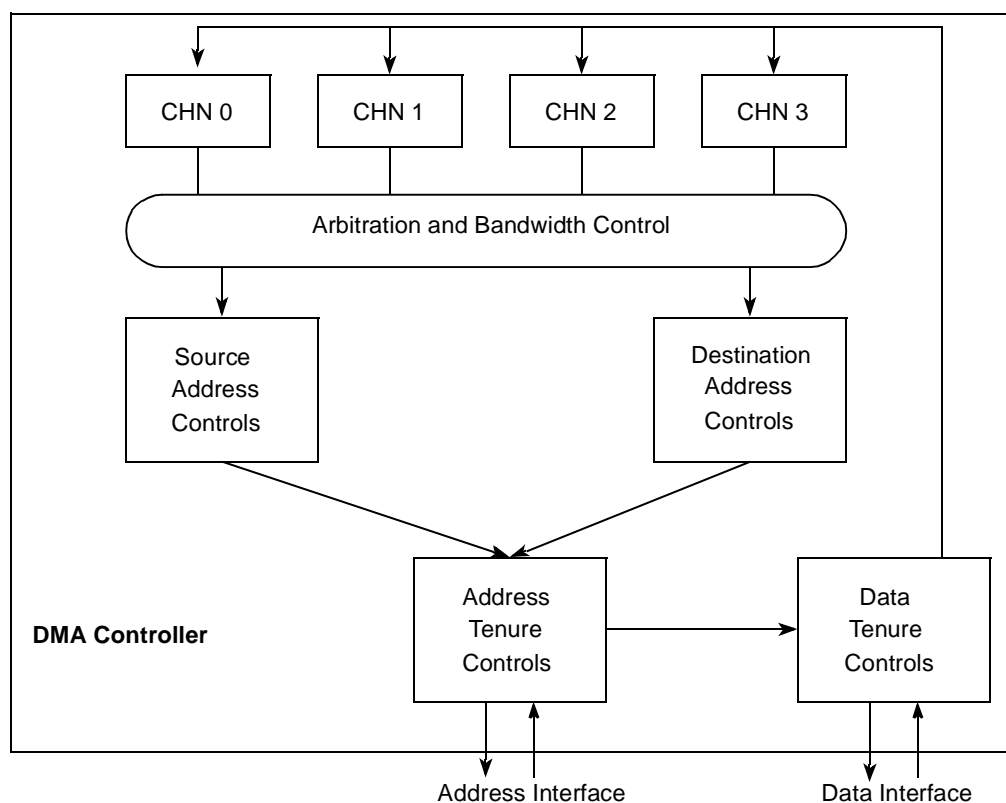 CHN 0
CHN 1
CHN 2
CHN 3
Arbitration and Bandwidth Control
Source
Address
Controls
Destination
Address
Controls
Address
Tenure
Controls
Data
Tenure
Controls
DMA Controller
Address Interface
Data Interface